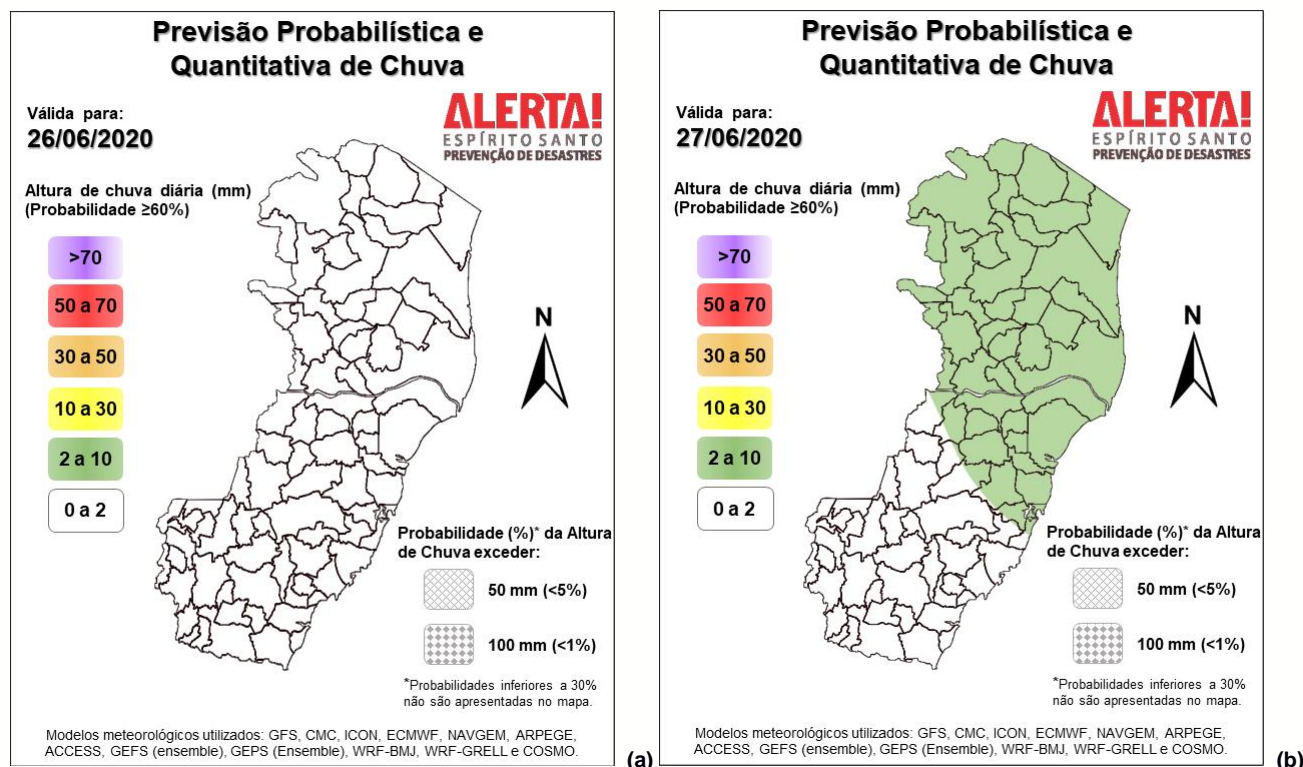 Previsão Probabilística e
Quantitativa de Chuva
Válida para:
26/06/2020
ALERTA!
ESPÍRITO SANTO
PREVENÇÃO DE DESASTRES
Altura de chuva diária (mm)
(Probabilidade ≥60%)
>70
50 a 70
30 a 50
10 a 30
2 a 10
0 a 2
N
Probabilidade (%)* da Altura
de Chuva exceder:
50 mm (<5%)
100 mm (<1%)
*Probabilidades inferiores a 30%
não são apresentadas no mapa.
Modelos meteorológicos utilizados: GFS, CMC, ICON, ECMWF, NAVGEM, ARPEGE,
ACCESS, GEFS (ensemble), GEPS (Ensemble), WRF-BMJ, WRF-GRELL e COSMO.
(a)
Previsão Probabilística e
Quantitativa de Chuva
Válida para:
27/06/2020
ALERTA!
ESPÍRITO SANTO
PREVENÇÃO DE DESASTRES
Altura de chuva diária (mm)
(Probabilidade ≥60%)
>70
50 a 70
30 a 50
10 a 30
2 a 10
0 a 2
N
Probabilidade (%)* da Altura
de Chuva exceder:
50 mm (<5%)
100 mm (<1%)
*Probabilidades inferiores a 30%
não são apresentadas no mapa.
Modelos meteorológicos utilizados: GFS, CMC, ICON, ECMWF, NAVGEM, ARPEGE,
ACCESS, GEFS (ensemble), GEPS (Ensemble), WRF-BMJ, WRF-GRELL e COSMO.
(b)